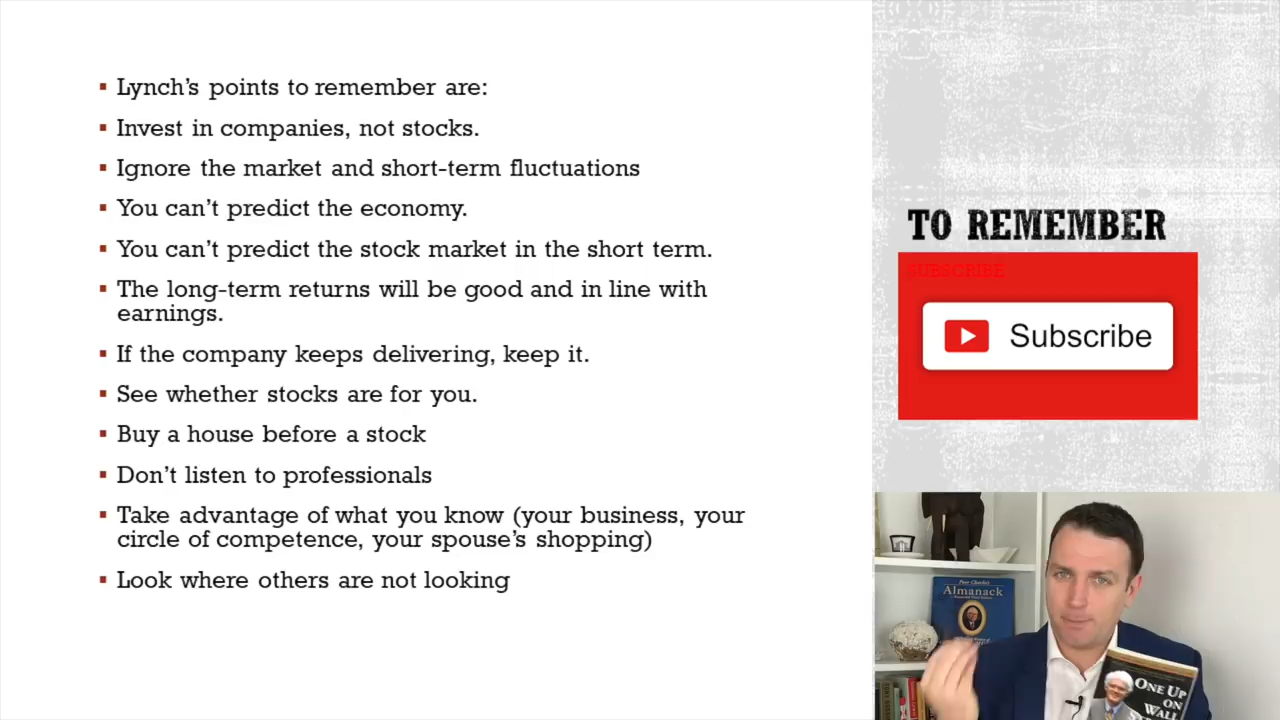 Lynch's points to remember are:
Invest in companies, not stocks.
Ignore the market and short-term fluctuations
You can't predict the economy.
You can't predict the stock market in the short term.
The long-term returns will be good and in line with
earnings.
If the company keeps delivering, keep it.
See whether stocks are for you.
Buy a house before a stock
Don't listen to professionals
Take advantage of what you know (your business, your
circle of competence, your spouse's shopping)
Look where others are not looking
TO REMEMBER
SUBSCRIBE
Subscribe
Poor Charlie's
Almanack
ONE UP
ON
WALL